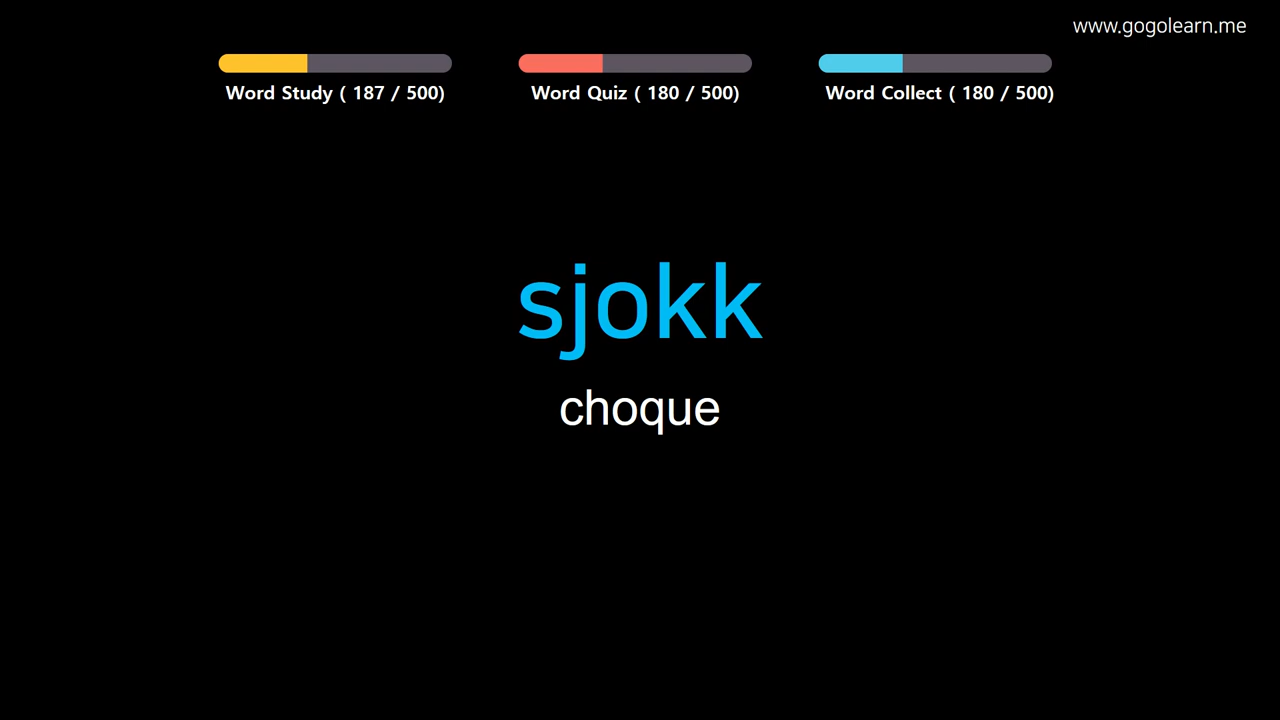 www.gogolearn.me
Word Study ( 187 / 500)
Word Quiz ( 180 / 500)
Word Collect ( 180 / 500)
sjokk
choque